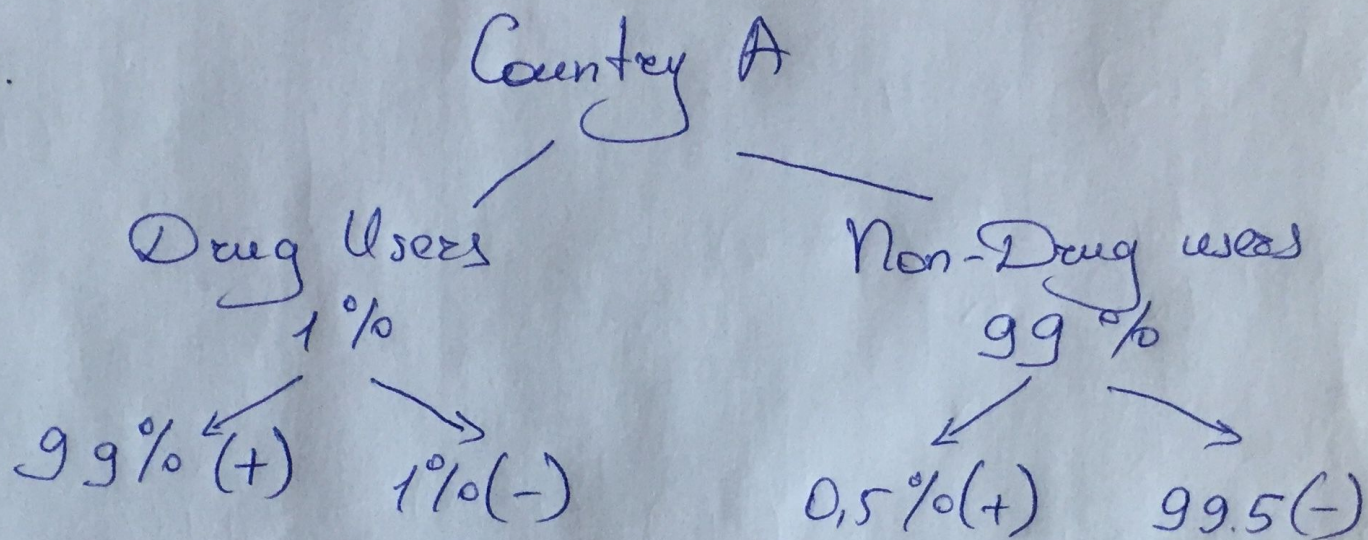 Country A
Drug Users Non-Drug users
1% 99%
99% (+) 1% (-) 0,5% (+) 99.5 (-)